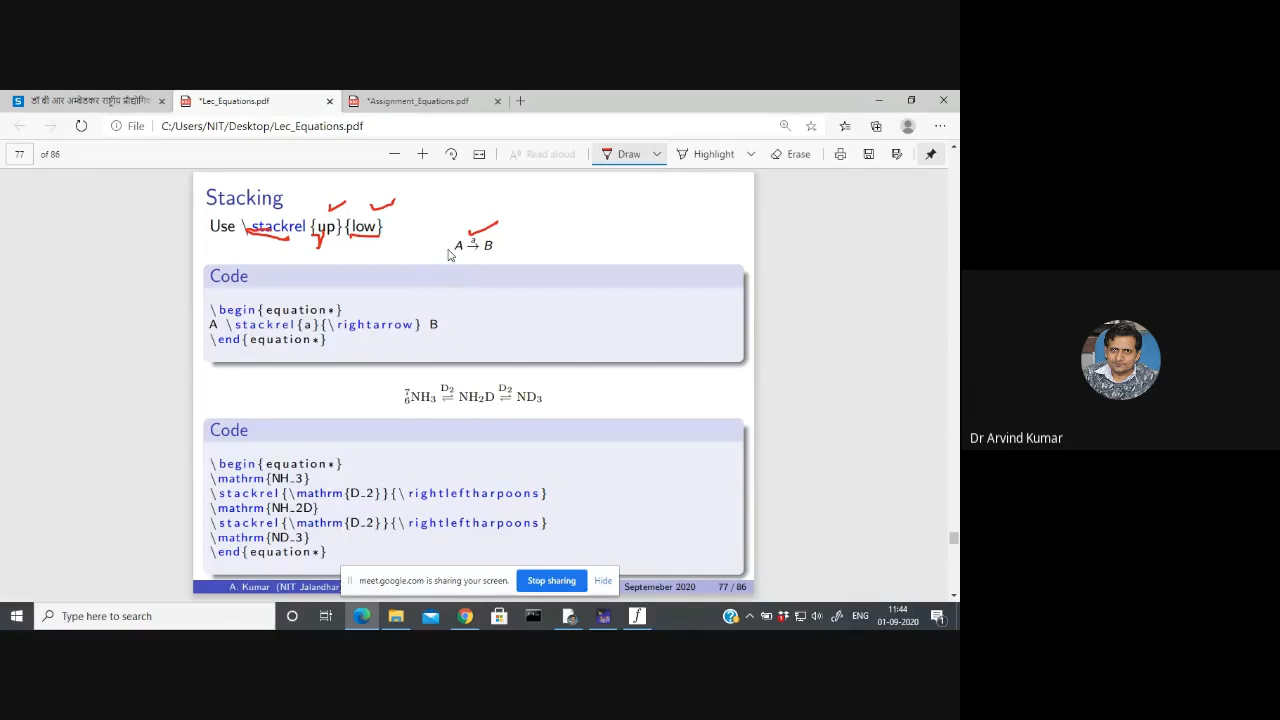 डॉ बी आर अम्बेडकर राष्ट्रीय प्रौद्योगिक
*Lec_Equations.pdf
*Assignment_Equations.pdf
File C:/Users/NIT/Desktop/Lec_Equations.pdf
77 of 86
Read aloud Draw Highlight Erase
Stacking
Use \stackrel {up}{low}
A →ᵃ B
Code
\begin{equation*}
A \stackrel{a}{\rightarrow} B
\end{equation*}
⁷₆NH₃ ⇌ᴰ₂ NH₂D ⇌ᴰ₂ ND₃
Code
\begin{equation*}
\mathrm{NH_3}
\stackrel{\mathrm{D_2}}{\rightleftharpoons}
\mathrm{NH_2D}
\stackrel{\mathrm{D_2}}{\rightleftharpoons}
\mathrm{ND_3}
\end{equation*}
meet.google.com is sharing your screen. Stop sharing Hide
A. Kumar (NIT Jalandhar) Septemeber 2020 77 / 86
Dr Arvind Kumar
Type here to search
ENG
11:44
01-09-2020
1